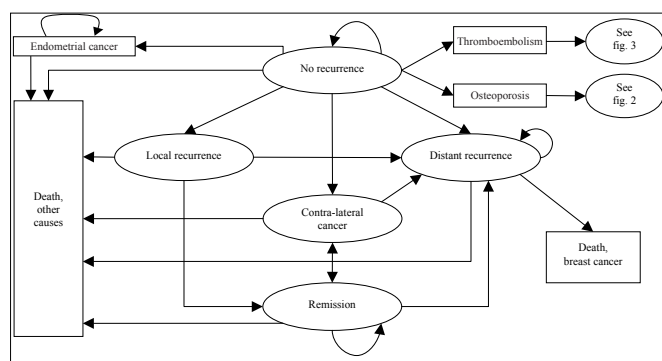 Endometrial cancer
No recurrence
Thromboembolism
See
fig. 3
Osteoporosis
See
fig. 2
Local recurrence
Distant recurrence
Death,
other
causes
Contra-lateral
cancer
Death,
breast cancer
Remission